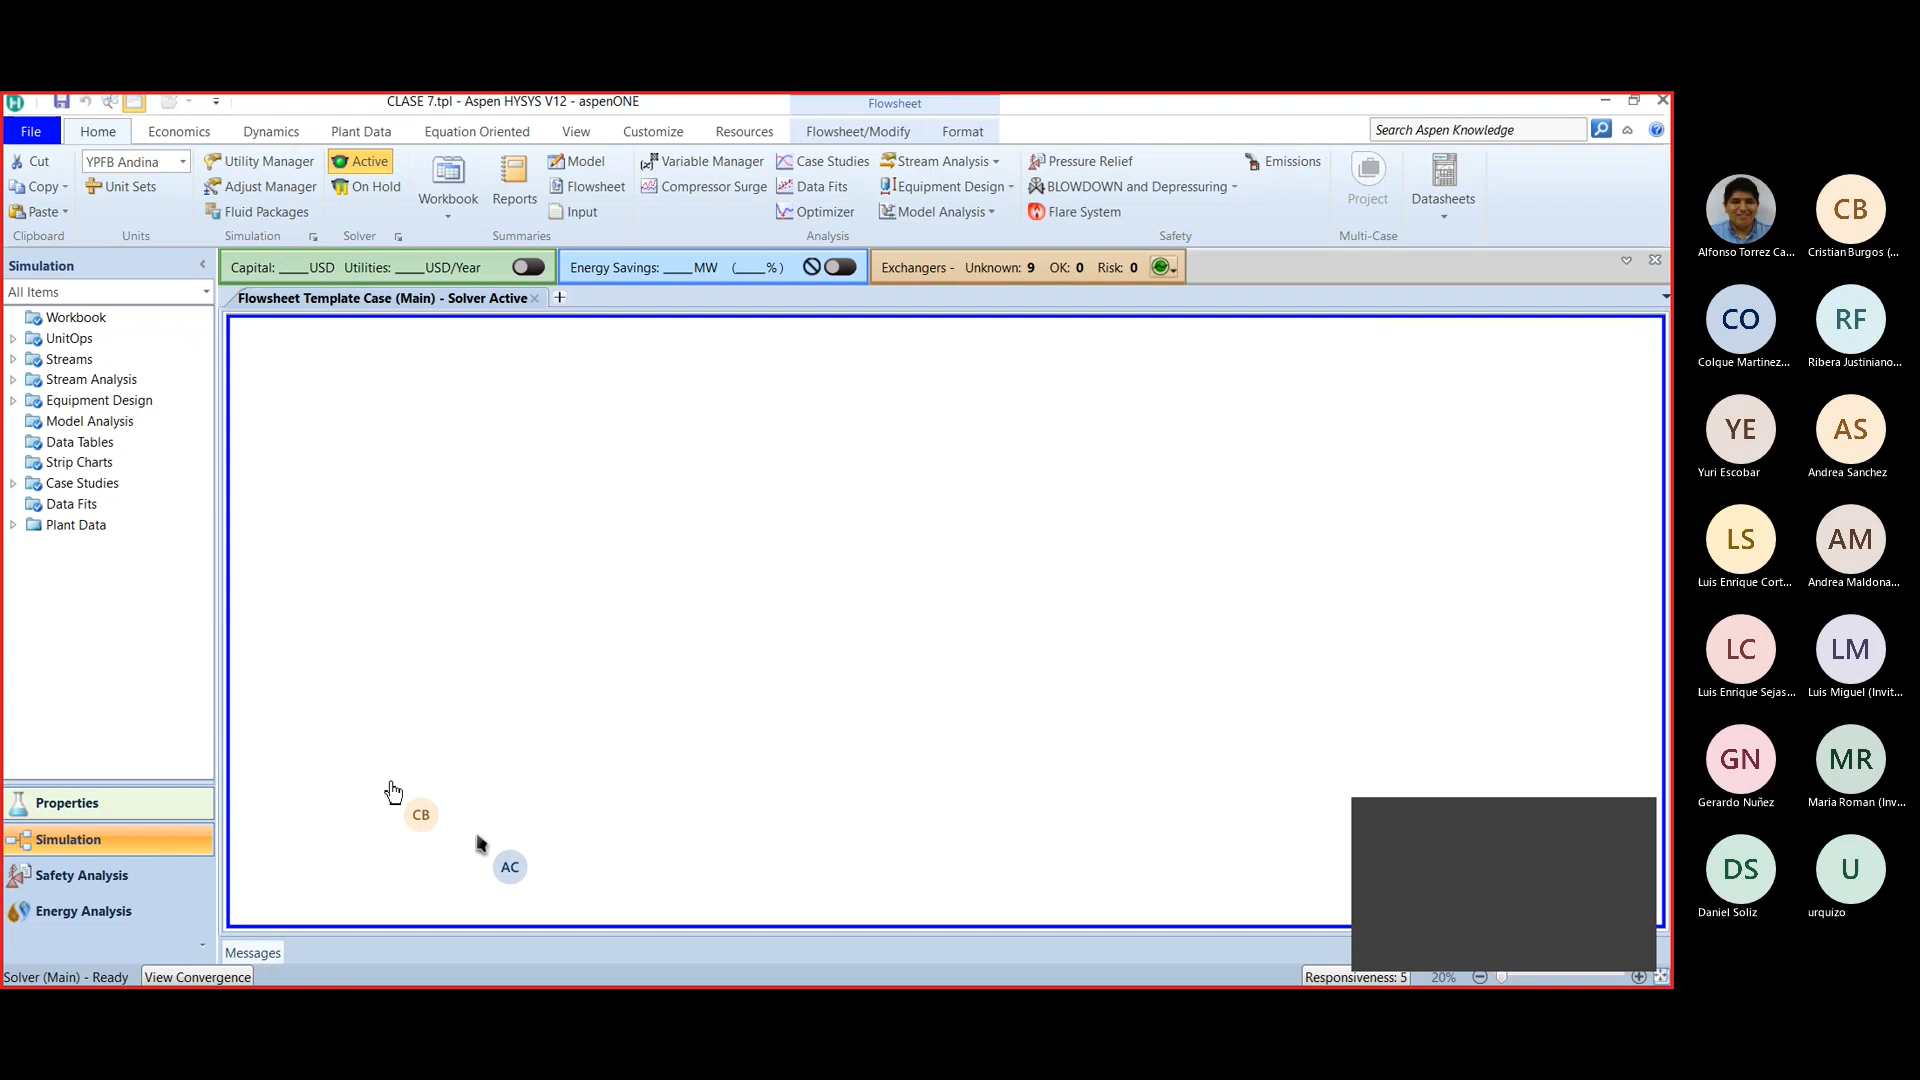 CLASE 7.tpl - Aspen HYSYS V12 - aspenONE
Flowsheet
File
Home
Economics
Dynamics
Plant Data
Equation Oriented
View
Customize
Resources
Flowsheet/Modify
Format
Search Aspen Knowledge
Cut
Copy
Paste
Clipboard
YPFB Andina
Unit Sets
Units
Utility Manager
Adjust Manager
Fluid Packages
Simulation
Active
On Hold
Solver
Workbook
Reports
Model
Flowsheet
Input
Summaries
Variable Manager
Compressor Surge
Case Studies
Data Fits
Optimizer
Stream Analysis
Equipment Design
Model Analysis
Analysis
Pressure Relief
BLOWDOWN and Depressuring
Flare System
Safety
Emissions
Project
Multi-Case
Datasheets
Simulation
All Items
Capital: ____USD Utilities: ____USD/Year
Energy Savings: ____MW (____%)
Exchangers - Unknown: 9 OK: 0 Risk: 0
Flowsheet Template Case (Main) - Solver Active
Workbook
UnitOps
Streams
Stream Analysis
Equipment Design
Model Analysis
Data Tables
Strip Charts
Case Studies
Data Fits
Plant Data
Properties
Simulation
Safety Analysis
Energy Analysis
CB
AC
Messages
Solver (Main) - Ready
View Convergence
Responsiveness: 5
20%
Alfonso Torrez Ca...
CB
Cristian Burgos (...
CO
Colque Martinez...
RF
Ribera Justiniano...
YE
Yuri Escobar
AS
Andrea Sanchez
LS
Luis Enrique Cort...
AM
Andrea Maldona...
LC
Luis Enrique Sejas...
LM
Luis Miguel (Invit...
GN
Gerardo Nuñez
MR
Maria Roman (Inv...
DS
Daniel Soliz
U
urquizo